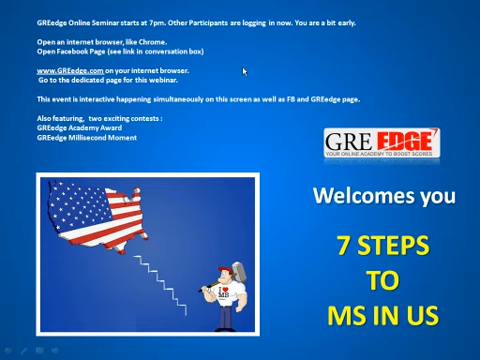 GREedge Online Seminar starts at 7pm. Other Participants are logging in now. You are a bit early.
Open an internet browser, like Chrome.
Open Facebook Page (see link in conversation box)
www.GREedge.com on your internet browser.
Go to the dedicated page for this webinar.
This event is interactive happening simultaneously on this screen as well as FB and GREedge page.
Also featuring, two exciting contests :
GREedge Academy Award
GREedge Millisecond Moment
GRE EDGE
YOUR ONLINE ACADEMY TO BOOST SCORES
Welcomes you
7 STEPS
TO
MS IN US
I ♥
MS